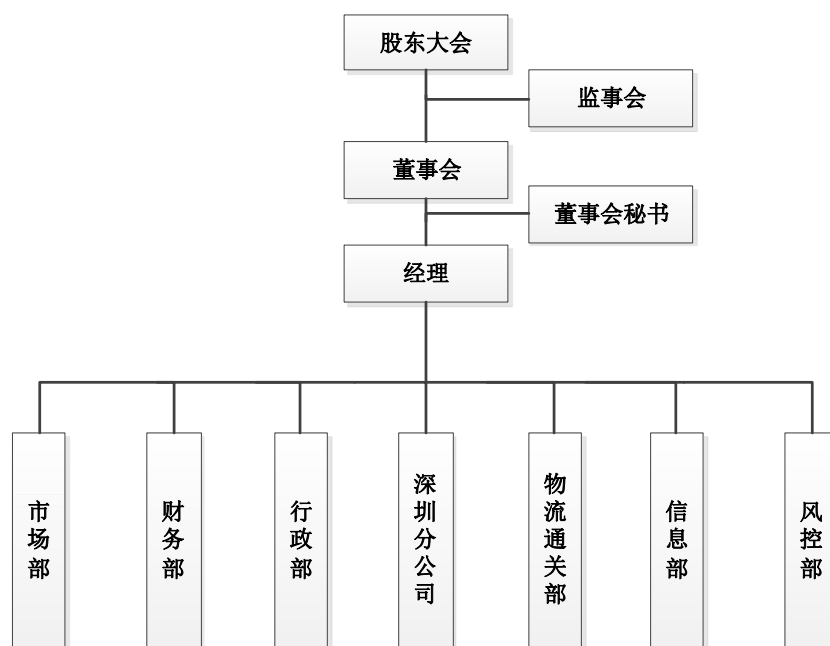 股东大会
监事会
董事会
董事会秘书
经理
市场部
财务部
行政部
深圳分公司
物流通关部
信息部
风控部